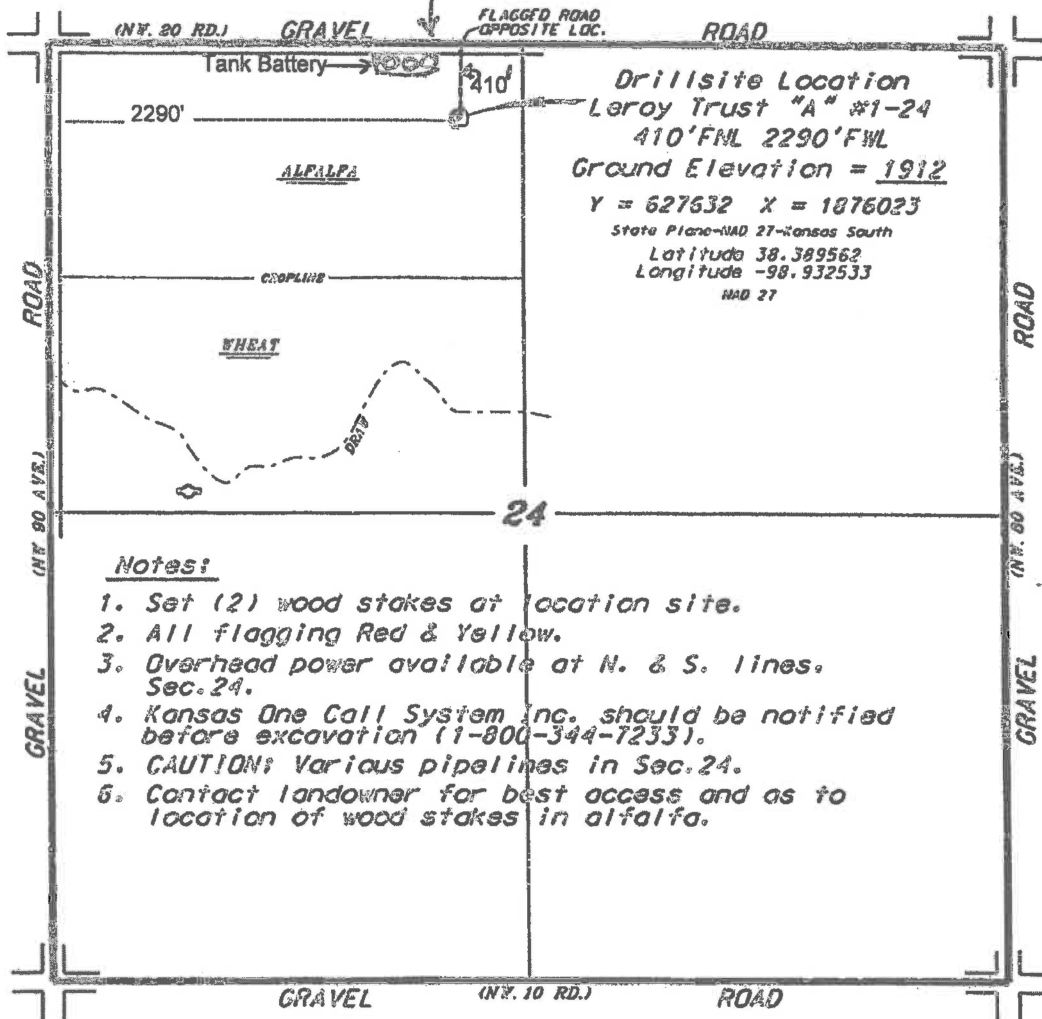 FLAGGED ROAD
OPPOSITE LOC.
(NW. 20 RD.) GRAVEL ROAD
Tank Battery
410'
2290'
Drillsite Location
Leroy Trust "A" #1-24
410'FNL 2290'FWL
Ground Elevation = 1912
Y = 627632 X = 1876023
State Plane-NAD 27-Kansas South
Latitude 38.389562
Longitude -98.932533
NAD 27
ALFALFA
CROPLINE
WHEAT
DRAW
ROAD
(NW 90 AVE.)
GRAVEL
ROAD
(NW. 80 AVE.)
GRAVEL
24
Notes:
1. Set (2) wood stakes at location site.
2. All flagging Red & Yellow.
3. Overhead power available at N. & S. lines,
Sec.24.
4. Kansas One Call System Inc. should be notified
before excavation (1-800-344-7233).
5. CAUTION: Various pipelines in Sec.24.
6. Contact landowner for best access and as to
location of wood stakes in alfalfa.
GRAVEL (NW. 10 RD.) ROAD